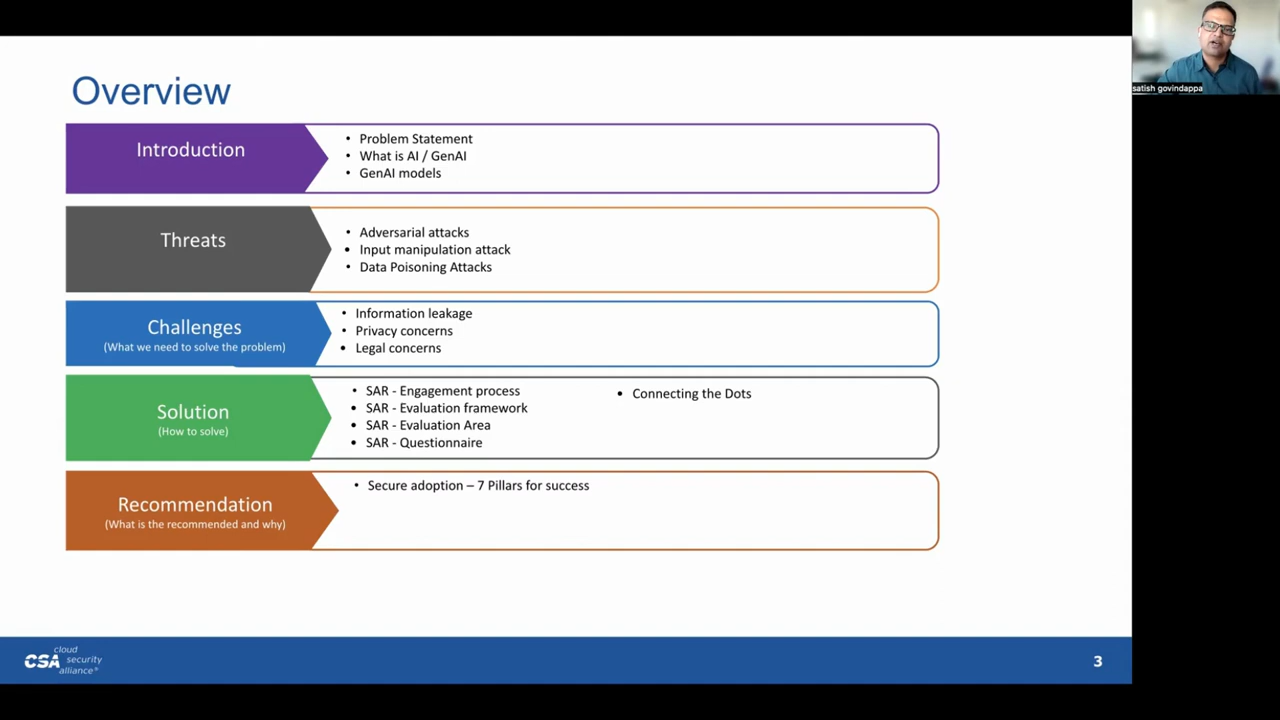 satish govindappa
Overview
Introduction
• Problem Statement
• What is AI / GenAI
• GenAI models
Threats
• Adversarial attacks
• Input manipulation attack
• Data Poisoning Attacks
Challenges
(What we need to solve the problem)
• Information leakage
• Privacy concerns
• Legal concerns
Solution
(How to solve)
• SAR - Engagement process
• SAR - Evaluation framework
• SAR - Evaluation Area
• SAR - Questionnaire
• Connecting the Dots
Recommendation
(What is the recommended and why)
• Secure adoption – 7 Pillars for success
CSA cloud
security
alliance®
3